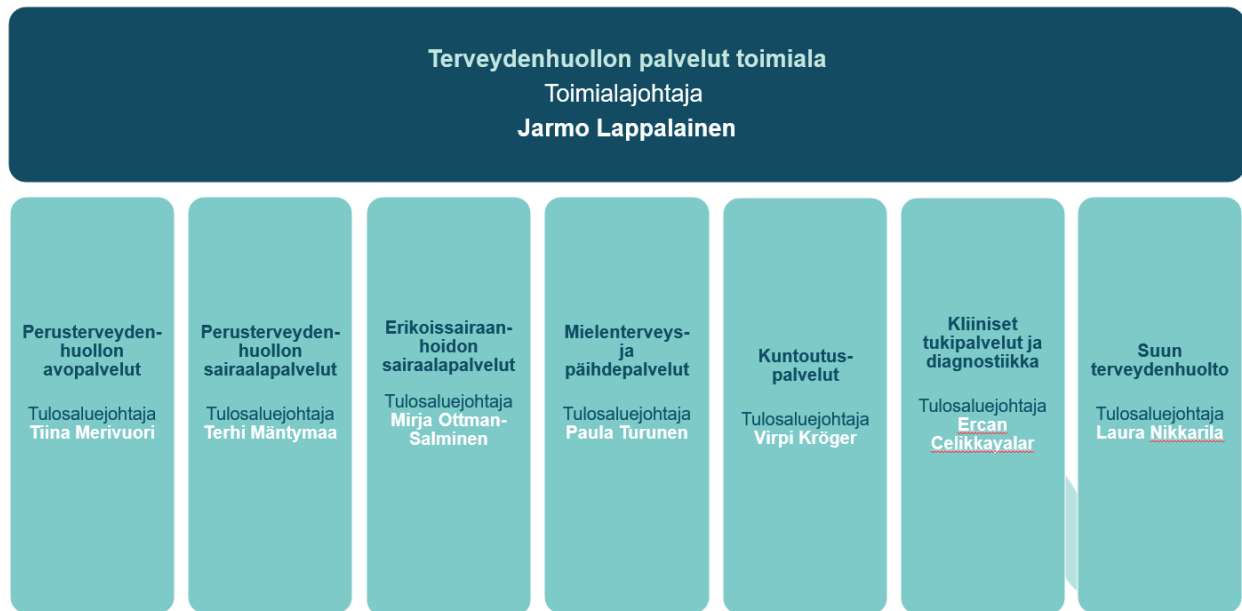 Terveydenhuollon palvelut toimiala
Toimialajohtaja
Jarmo Lappalainen
Perusterveyden-
huollon
avopalvelut
Tulosaluejohtaja
Tiina Merivuori
Perusterveyden-
huollon
sairaalapalvelut
Tulosaluejohtaja
Terhi Mäntymaa
Erikoissairaan-
hoidon
sairaalapalvelut
Tulosaluejohtaja
Mirja Ottman-
Salminen
Mielenterveys-
ja
päihdepalvelut
Tulosaluejohtaja
Paula Turunen
Kuntoutus-
palvelut
Tulosaluejohtaja
Virpi Kröger
Kliiniset
tukipalvelut ja
diagnostiikka
Tulosaluejohtaja
Ercan
Celikkayalar
Suun
terveydenhuolto
Tulosaluejohtaja
Laura Nikkarila